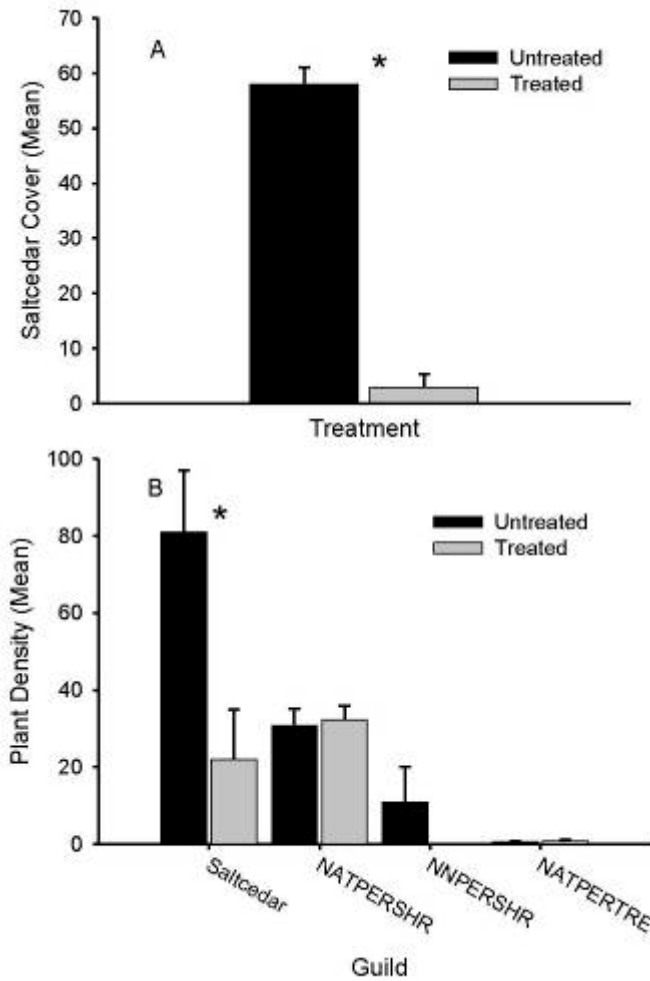 70
A
*
Untreated
60
Treated
50
40
30
20
10
0
Saltcedar Cover (Mean)
Treatment
100
B
*
Untreated
80
Treated
60
40
20
0
Plant Density (Mean)
Saltcedar
NATPERSHR
NNPERSHR
NATPERTRE
Guild